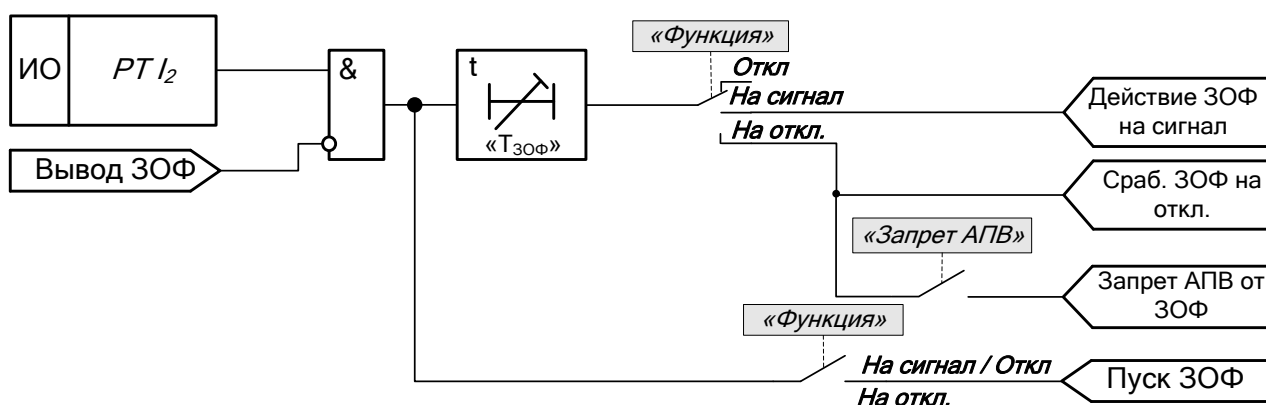 «Функция»
ИО
РТ I₂
&
t
«TЗОФ»
Откл
На сигнал
На откл.
Действие ЗОФ
на сигнал
Вывод ЗОФ
Сраб. ЗОФ на
откл.
«Запрет АПВ»
Запрет АПВ от
ЗОФ
«Функция»
На сигнал / Откл
На откл.
Пуск ЗОФ